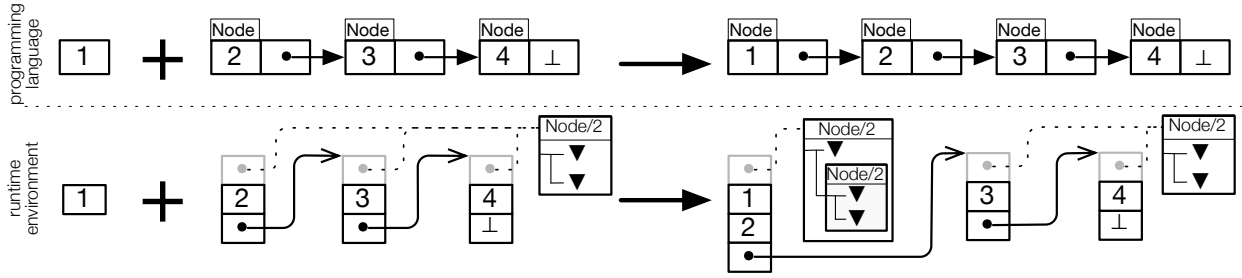 programming language
Node Node Node Node Node Node Node
1 + 2 3 4 ⊥ 1 2 3 4 ⊥
runtime environment
Node/2 Node/2 Node/2
Node/2
1 + 2 3 4 1 3 4
⊥ 2 ⊥